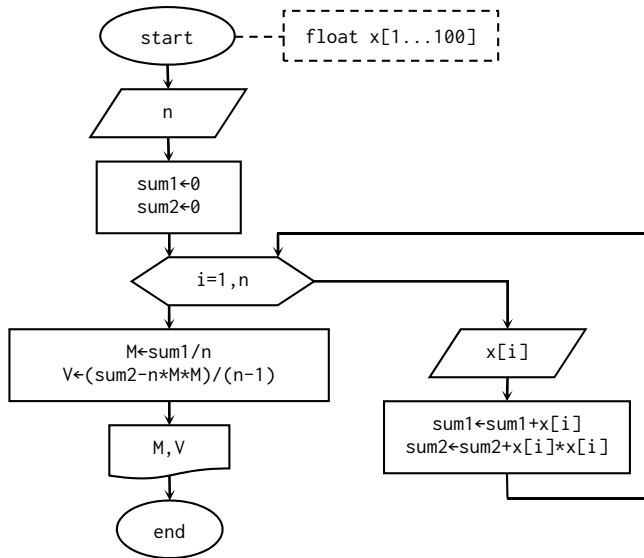 start
float x[1...100]
n
sum1←0
sum2←0
i=1,n
M←sum1/n
V←(sum2-n*M*M)/(n-1)
x[i]
sum1←sum1+x[i]
sum2←sum2+x[i]*x[i]
M,V
end